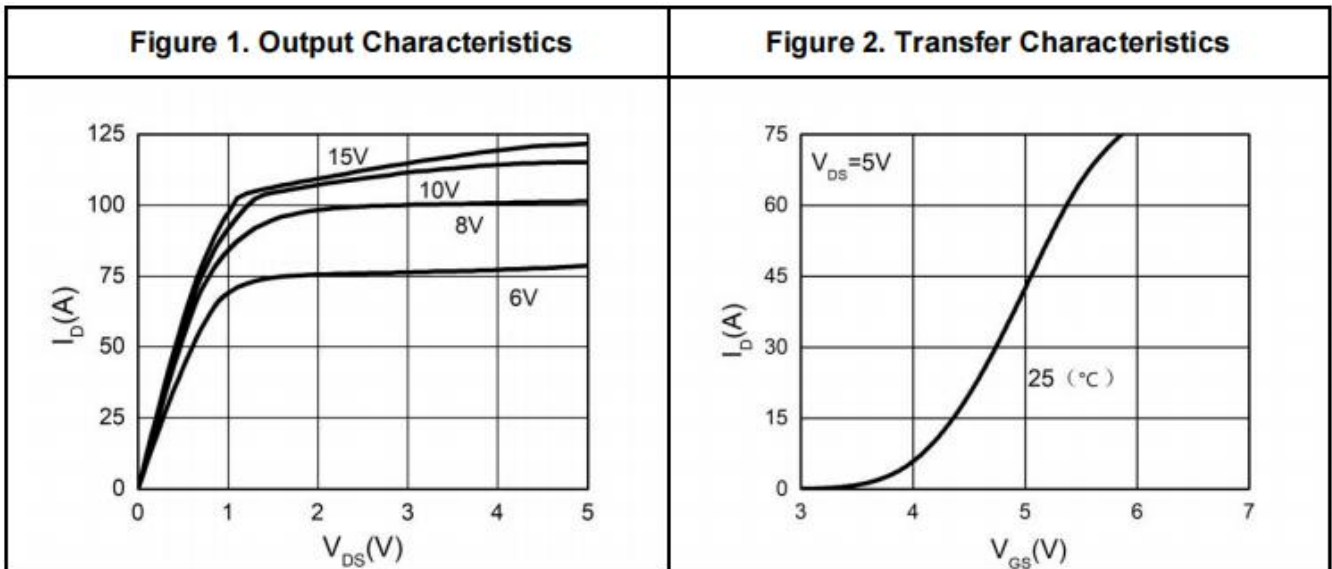 Figure 1. Output Characteristics
125
100
75
50
25
0
0 1 2 3 4 5
I_D(A)
V_DS(V)
15V
10V
8V
6V
Figure 2. Transfer Characteristics
75
60
45
30
15
0
3 4 5 6 7
I_D(A)
V_GS(V)
V_DS=5V
25（℃）